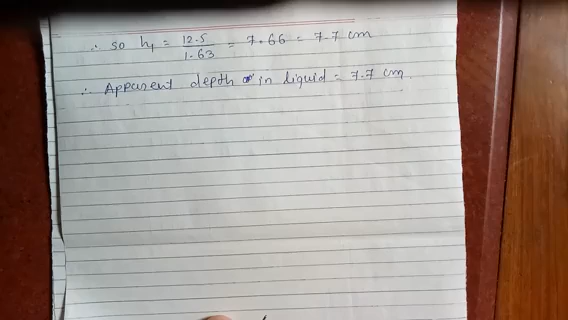 ∴ so h₁ = 12.5/1.63 = 7.66 = 7.7 cm
∴ Apparent depth in liquid = 7.7 cm.